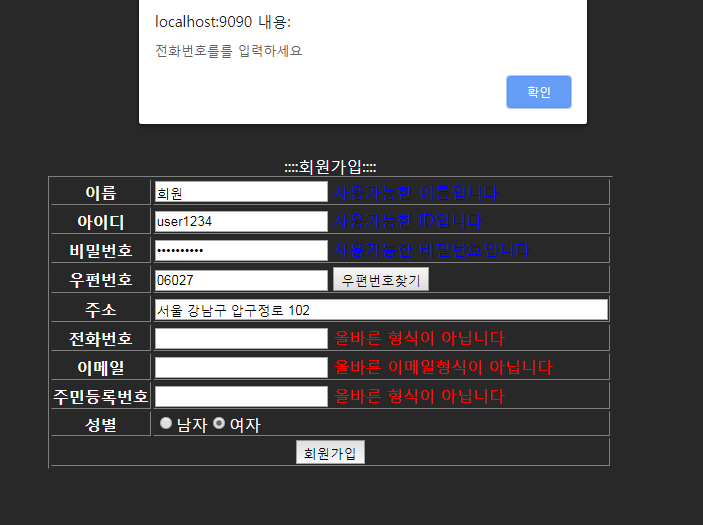 localhost:9090 내용:
전화번호를를 입력하세요
확인
::::회원가입::::
이름 회원 사용가능한 이름입니다
아이디 user1234 사용가능한 ID입니다
비밀번호 •••••••••• 사용가능한 비밀번호입니다
우편번호 06027 우편번호찾기
주소 서울 강남구 압구정로 102
전화번호 올바른 형식이 아닙니다
이메일 올바른 이메일형식이 아닙니다
주민등록번호 올바른 형식이 아닙니다
성별 남자 여자
회원가입